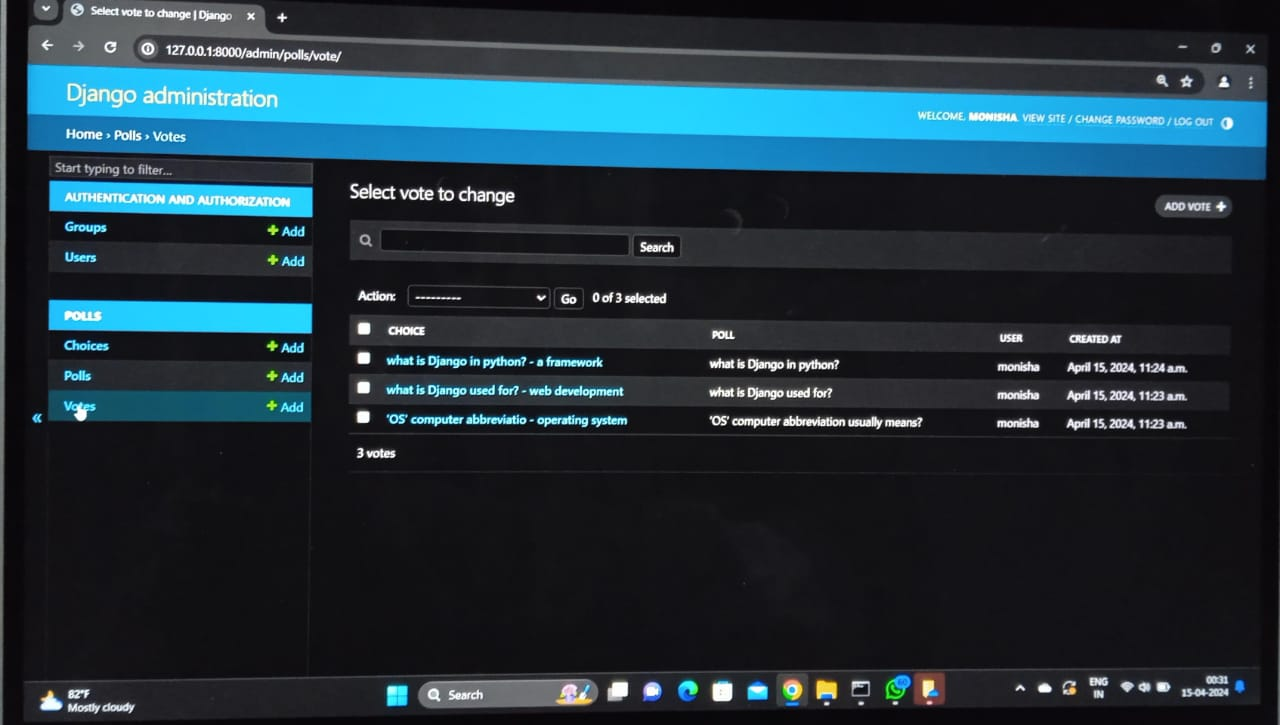 Select vote to change | Django
127.0.0.1:8000/admin/polls/vote/
Django administration
WELCOME, MONISHA. VIEW SITE / CHANGE PASSWORD / LOG OUT
Home › Polls › Votes
Start typing to filter...
AUTHENTICATION AND AUTHORIZATION
Groups + Add
Users + Add
POLLS
Choices + Add
Polls + Add
Votes + Add
«
Select vote to change
ADD VOTE +
Search
Action: --------- Go 0 of 3 selected
CHOICE POLL USER CREATED AT
what is Django in python? - a framework what is Django in python? monisha April 15, 2024, 11:24 a.m.
what is Django used for? - web development what is Django used for? monisha April 15, 2024, 11:23 a.m.
'OS' computer abbreviatio - operating system 'OS' computer abbreviation usually means? monisha April 15, 2024, 11:23 a.m.
3 votes
82°F
Mostly cloudy
Search
60
ENG
IN
00:31
15-04-2024